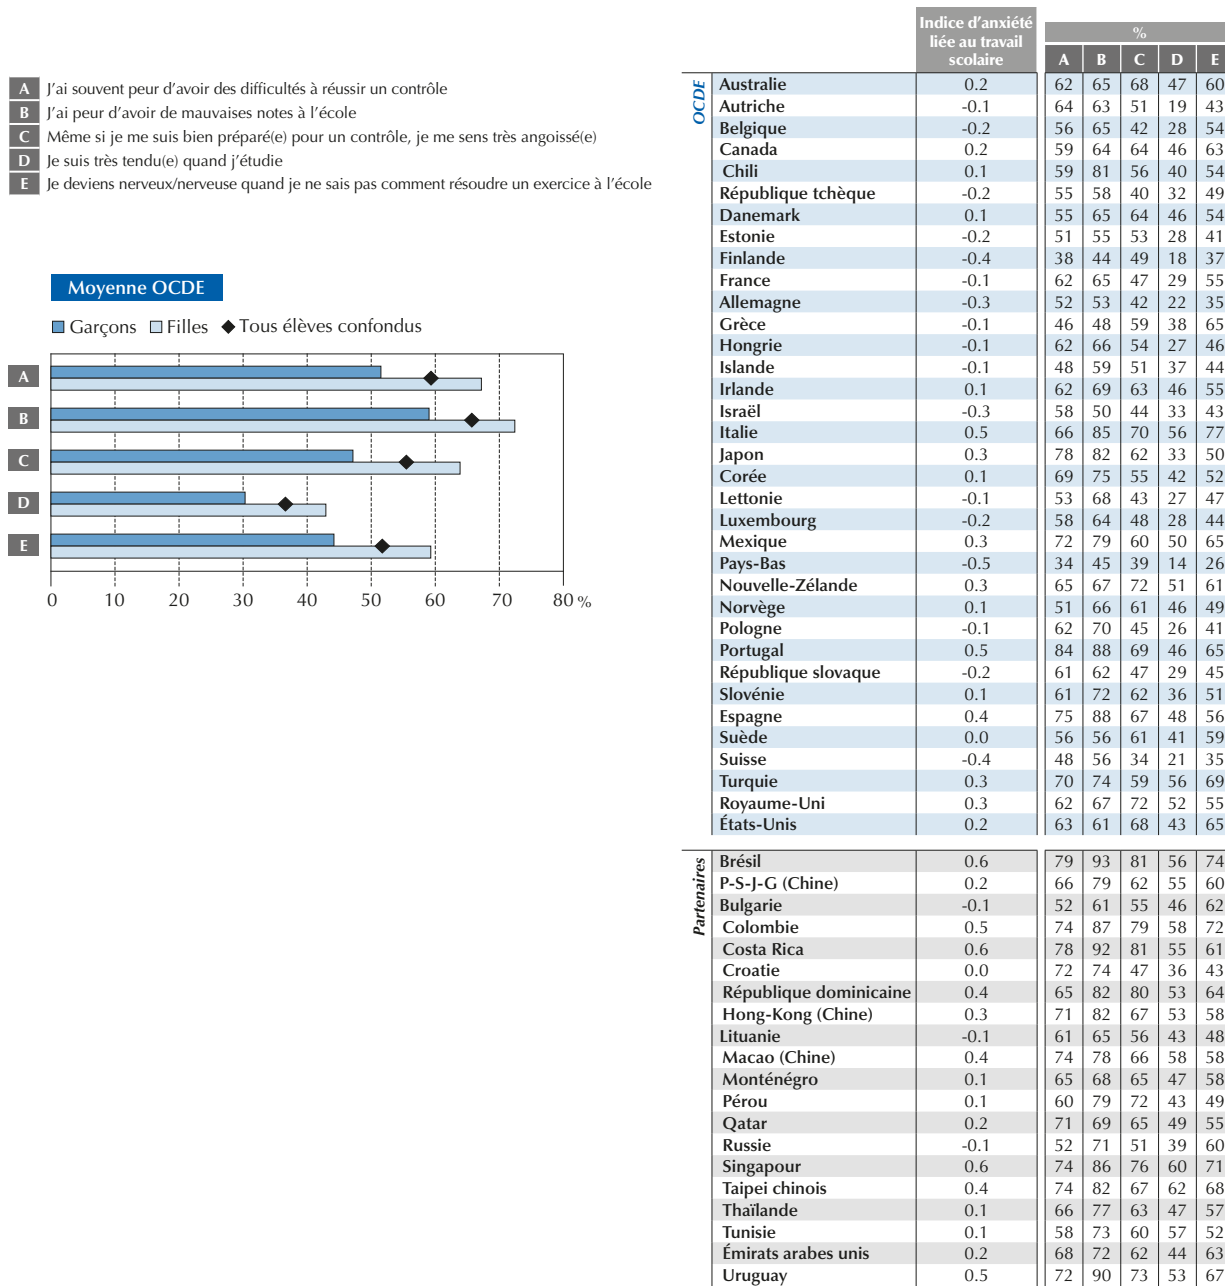 A J'ai souvent peur d'avoir des difficultés à réussir un contrôle
B J'ai peur d'avoir de mauvaises notes à l'école
C Même si je me suis bien préparé(e) pour un contrôle, je me sens très angoissé(e)
D Je suis très tendu(e) quand j'étudie
E Je deviens nerveux/nerveuse quand je ne sais pas comment résoudre un exercice à l'école
Moyenne OCDE
Garçons Filles Tous élèves confondus
A
B
C
D
E
0 10 20 30 40 50 60 70 80 %
Indice d'anxiété
liée au travail
scolaire
%
A B C D E
OCDE
Australie 0.2 62 65 68 47 60
Autriche -0.1 64 63 51 19 43
Belgique -0.2 56 65 42 28 54
Canada 0.2 59 64 64 46 63
Chili 0.1 59 81 56 40 54
République tchèque -0.2 55 58 40 32 49
Danemark 0.1 55 65 64 46 54
Estonie -0.2 51 55 53 28 41
Finlande -0.4 38 44 49 18 37
France -0.1 62 65 47 29 55
Allemagne -0.3 52 53 42 22 35
Grèce -0.1 46 48 59 38 65
Hongrie -0.1 62 66 54 27 46
Islande -0.1 48 59 51 37 44
Irlande 0.1 62 69 63 46 55
Israël -0.3 58 50 44 33 43
Italie 0.5 66 85 70 56 77
Japon 0.3 78 82 62 33 50
Corée 0.1 69 75 55 42 52
Lettonie -0.1 53 68 43 27 47
Luxembourg -0.2 58 64 48 28 44
Mexique 0.3 72 79 60 50 65
Pays-Bas -0.5 34 45 39 14 26
Nouvelle-Zélande 0.3 65 67 72 51 61
Norvège 0.1 51 66 61 46 49
Pologne -0.1 62 70 45 26 41
Portugal 0.5 84 88 69 46 65
République slovaque -0.2 61 62 47 29 45
Slovénie 0.1 61 72 62 36 51
Espagne 0.4 75 88 67 48 56
Suède 0.0 56 56 61 41 59
Suisse -0.4 48 56 34 21 35
Turquie 0.3 70 74 59 56 69
Royaume-Uni 0.3 62 67 72 52 55
États-Unis 0.2 63 61 68 43 65
Partenaires
Brésil 0.6 79 93 81 56 74
P-S-J-G (Chine) 0.2 66 79 62 55 60
Bulgarie -0.1 52 61 55 46 62
Colombie 0.5 74 87 79 58 72
Costa Rica 0.6 78 92 81 55 61
Croatie 0.0 72 74 47 36 43
République dominicaine 0.4 65 82 80 53 64
Hong-Kong (Chine) 0.3 71 82 67 53 58
Lituanie -0.1 61 65 56 43 48
Macao (Chine) 0.4 74 78 66 58 58
Monténégro 0.1 65 68 65 47 58
Pérou 0.1 60 79 72 43 49
Qatar 0.2 71 69 65 49 55
Russie -0.1 52 71 51 39 60
Singapour 0.6 74 86 76 60 71
Taipei chinois 0.4 74 82 67 62 68
Thaïlande 0.1 66 77 63 47 57
Tunisie 0.1 58 73 60 57 52
Émirats arabes unis 0.2 68 72 62 44 63
Uruguay 0.5 72 90 73 53 67